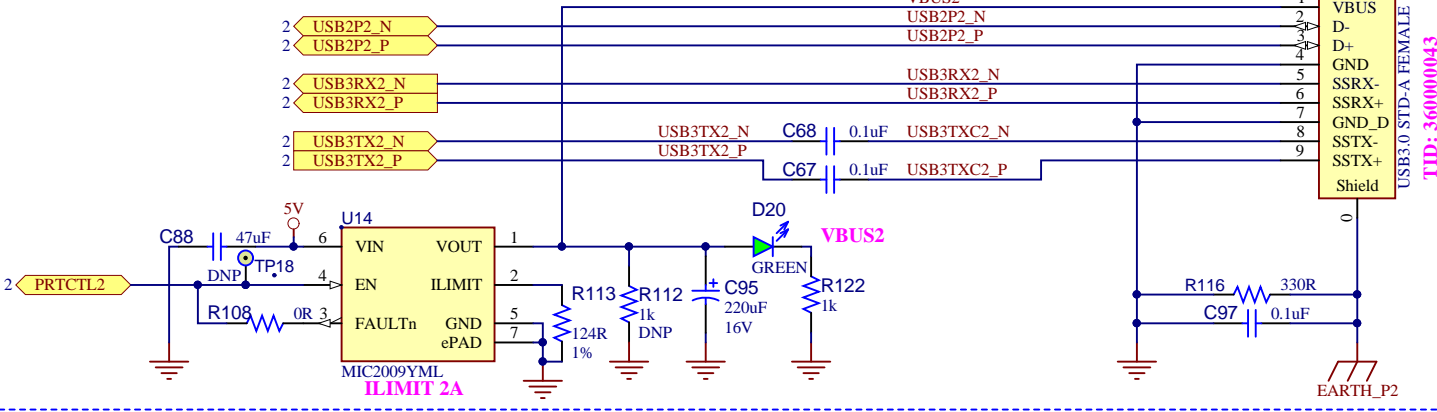 VBUS2
1
VBUS
2 USB2P2_N
USB2P2_N
2
D-
2 USB2P2_P
USB2P2_P
3
D+
4
GND
2 USB3RX2_N
USB3RX2_N
5
SSRX-
2 USB3RX2_P
USB3RX2_P
6
SSRX+
7
GND_D
2 USB3TX2_N
USB3TX2_N
C68
0.1uF
USB3TXC2_N
8
SSTX-
2 USB3TX2_P
USB3TX2_P
C67
0.1uF
USB3TXC2_P
9
SSTX+
Shield
0
USB3.0 STD-A FEMALE
TID: 360000043
5V
U14
C88
47uF
DNP
TP18
6
VIN
VOUT
1
2 PRTCTL2
4
EN
ILIMIT
2
R108
0R
3
FAULTn
GND
5
ePAD
7
MIC2009YML
ILIMIT 2A
R113
124R
1%
R112
1k
DNP
C95
+
220uF
16V
D20
GREEN
VBUS2
R122
1k
R116
330R
C97
0.1uF
EARTH_P2